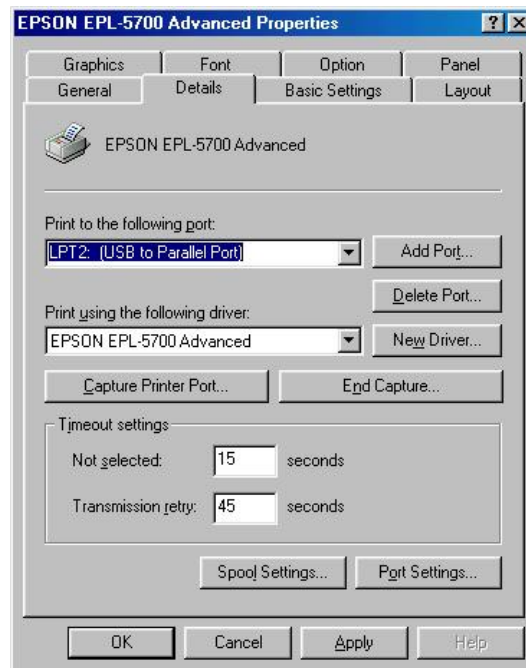 EPSON EPL-5700 Advanced Properties
Graphics Font Option Panel
General Details Basic Settings Layout
EPSON EPL-5700 Advanced
Print to the following port:
LPT2: (USB to Parallel Port) Add Port...
Delete Port...
Print using the following driver:
EPSON EPL-5700 Advanced New Driver...
Capture Printer Port... End Capture...
Timeout settings
Not selected: 15 seconds
Transmission retry: 45 seconds
Spool Settings... Port Settings...
OK Cancel Apply Help